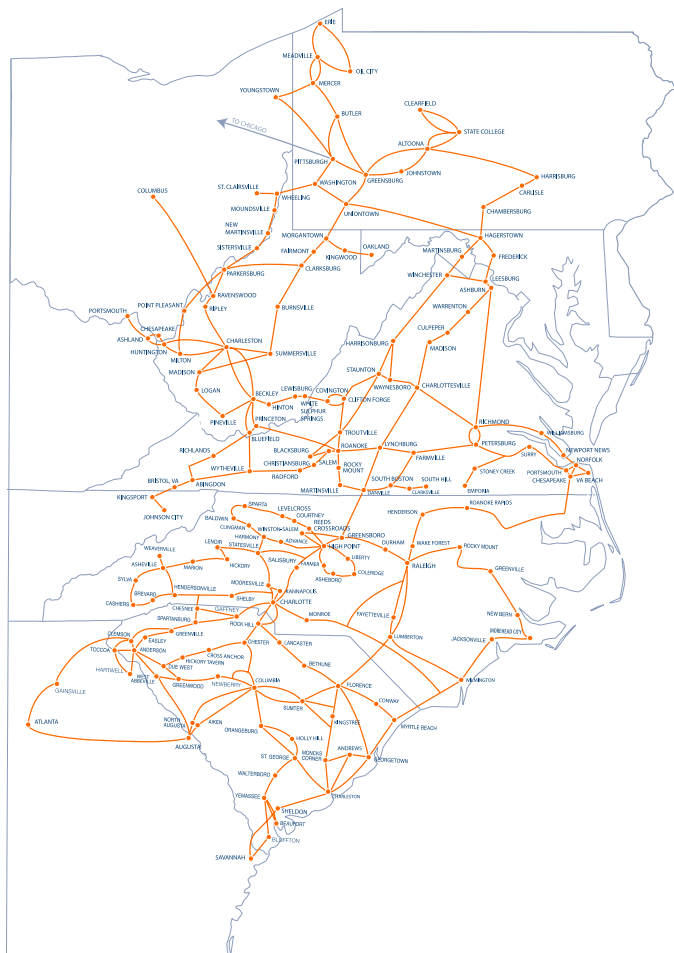 ERIE
MEADVILLE
OIL CITY
MERCER
YOUNGSTOWN
BUTLER
CLEARFIELD
STATE COLLEGE
TO CHICAGO
ALTOONA
PITTSBURGH
JOHNSTOWN
GREENSBURG
HARRISBURG
CARLISLE
COLUMBUS
ST. CLAIRSVILLE
WASHINGTON
WHEELING
MOUNDSVILLE
UNIONTOWN
CHAMBERSBURG
NEW
MARTINSVILLE
SISTERSVILLE
MORGANTOWN
FAIRMONT
OAKLAND
KINGWOOD
HAGERSTOWN
MARTINSBURG
FREDERICK
CLARKSBURG
PARKERSBURG
WINCHESTER
LEESBURG
ASHBURN
RAVENSWOOD
RIPLEY
POINT PLEASANT
BURNSVILLE
WARRENTON
PORTSMOUTH
CHESAPEAKE
ASHLAND
HUNTINGTON
MILTON
CHARLESTON
SUMMERSVILLE
CULPEPER
MADISON
HARRISONBURG
MADISON
LOGAN
STAUNTON
WAYNESBORO
CHARLOTTESVILLE
LEWISBURG
COVINGTON
BECKLEY
HINTON
WHITE
SULPHUR
SPRINGS
CLIFTON FORGE
PINEVILLE
PRINCETON
BLUEFIELD
TROUTVILLE
RICHMOND
WILLIAMSBURG
RICHLANDS
BLACKSBURG
ROANOKE
LYNCHBURG
FARMVILLE
PETERSBURG
SURRY
NEWPORT NEWS
NORFOLK
CHRISTIANSBURG
SALEM
RADFORD
ROCKY
MOUNT
WYTHEVILLE
STONEY CREEK
PORTSMOUTH
CHESAPEAKE
VA BEACH
BRISTOL, VA
ABINGDON
SOUTH BOSTON
SOUTH HILL
EMPORIA
MARTINSVILLE
DANVILLE
CLARKSVILLE
KINGSPORT
JOHNSON CITY
ROANOKE RAPIDS
HENDERSON
SPARTA
LEVELCROSS
COURTNEY
BALDWIN
REEDS
CROSSROADS
CLINGMAN
WINSTON-SALEM
HARMONY
ADVANCE
GREENSBORO
HIGH POINT
DURHAM
WAKE FOREST
ROCKY MOUNT
WEAVERVILLE
LENOIR
STATESVILLE
SALISBURY
LIBERTY
RALEIGH
ASHEVILLE
MARION
HICKORY
FARMER
ASHEBORO
COLERIDGE
GREENVILLE
SYLVA
MOORESVILLE
KANNAPOLIS
HENDERSONVILLE
BREVARD
CASHIERS
SHELBY
CHARLOTTE
CHESNEE
GAFFNEY
MONROE
FAYETTEVILLE
NEW BERN
SPARTANBURG
ROCK HILL
GREENVILLE
CLEMSON
EASLEY
LUMBERTON
JACKSONVILLE
MOREHEAD CITY
TOCCOA
ANDERSON
CHESTER
LANCASTER
CROSS ANCHOR
HICKORY TAVERN
DUE WEST
BETHUNE
HARTWELL
WEST
ABBEVILLE
GREENWOOD
NEWBERRY
COLUMBIA
FLORENCE
WILMINGTON
GAINSVILLE
CONWAY
SUMTER
ATLANTA
NORTH
AUGUSTA
AIKEN
ORANGEBURG
KINGSTREE
MYRTLE BEACH
AUGUSTA
HOLLY HILL
ST. GEORGE
MONCKS
CORNER
ANDREWS
GEORGETOWN
WALTERBORO
YEMASSEE
CHARLESTON
SHELDON
BEAUFORT
BLUFFTON
SAVANNAH